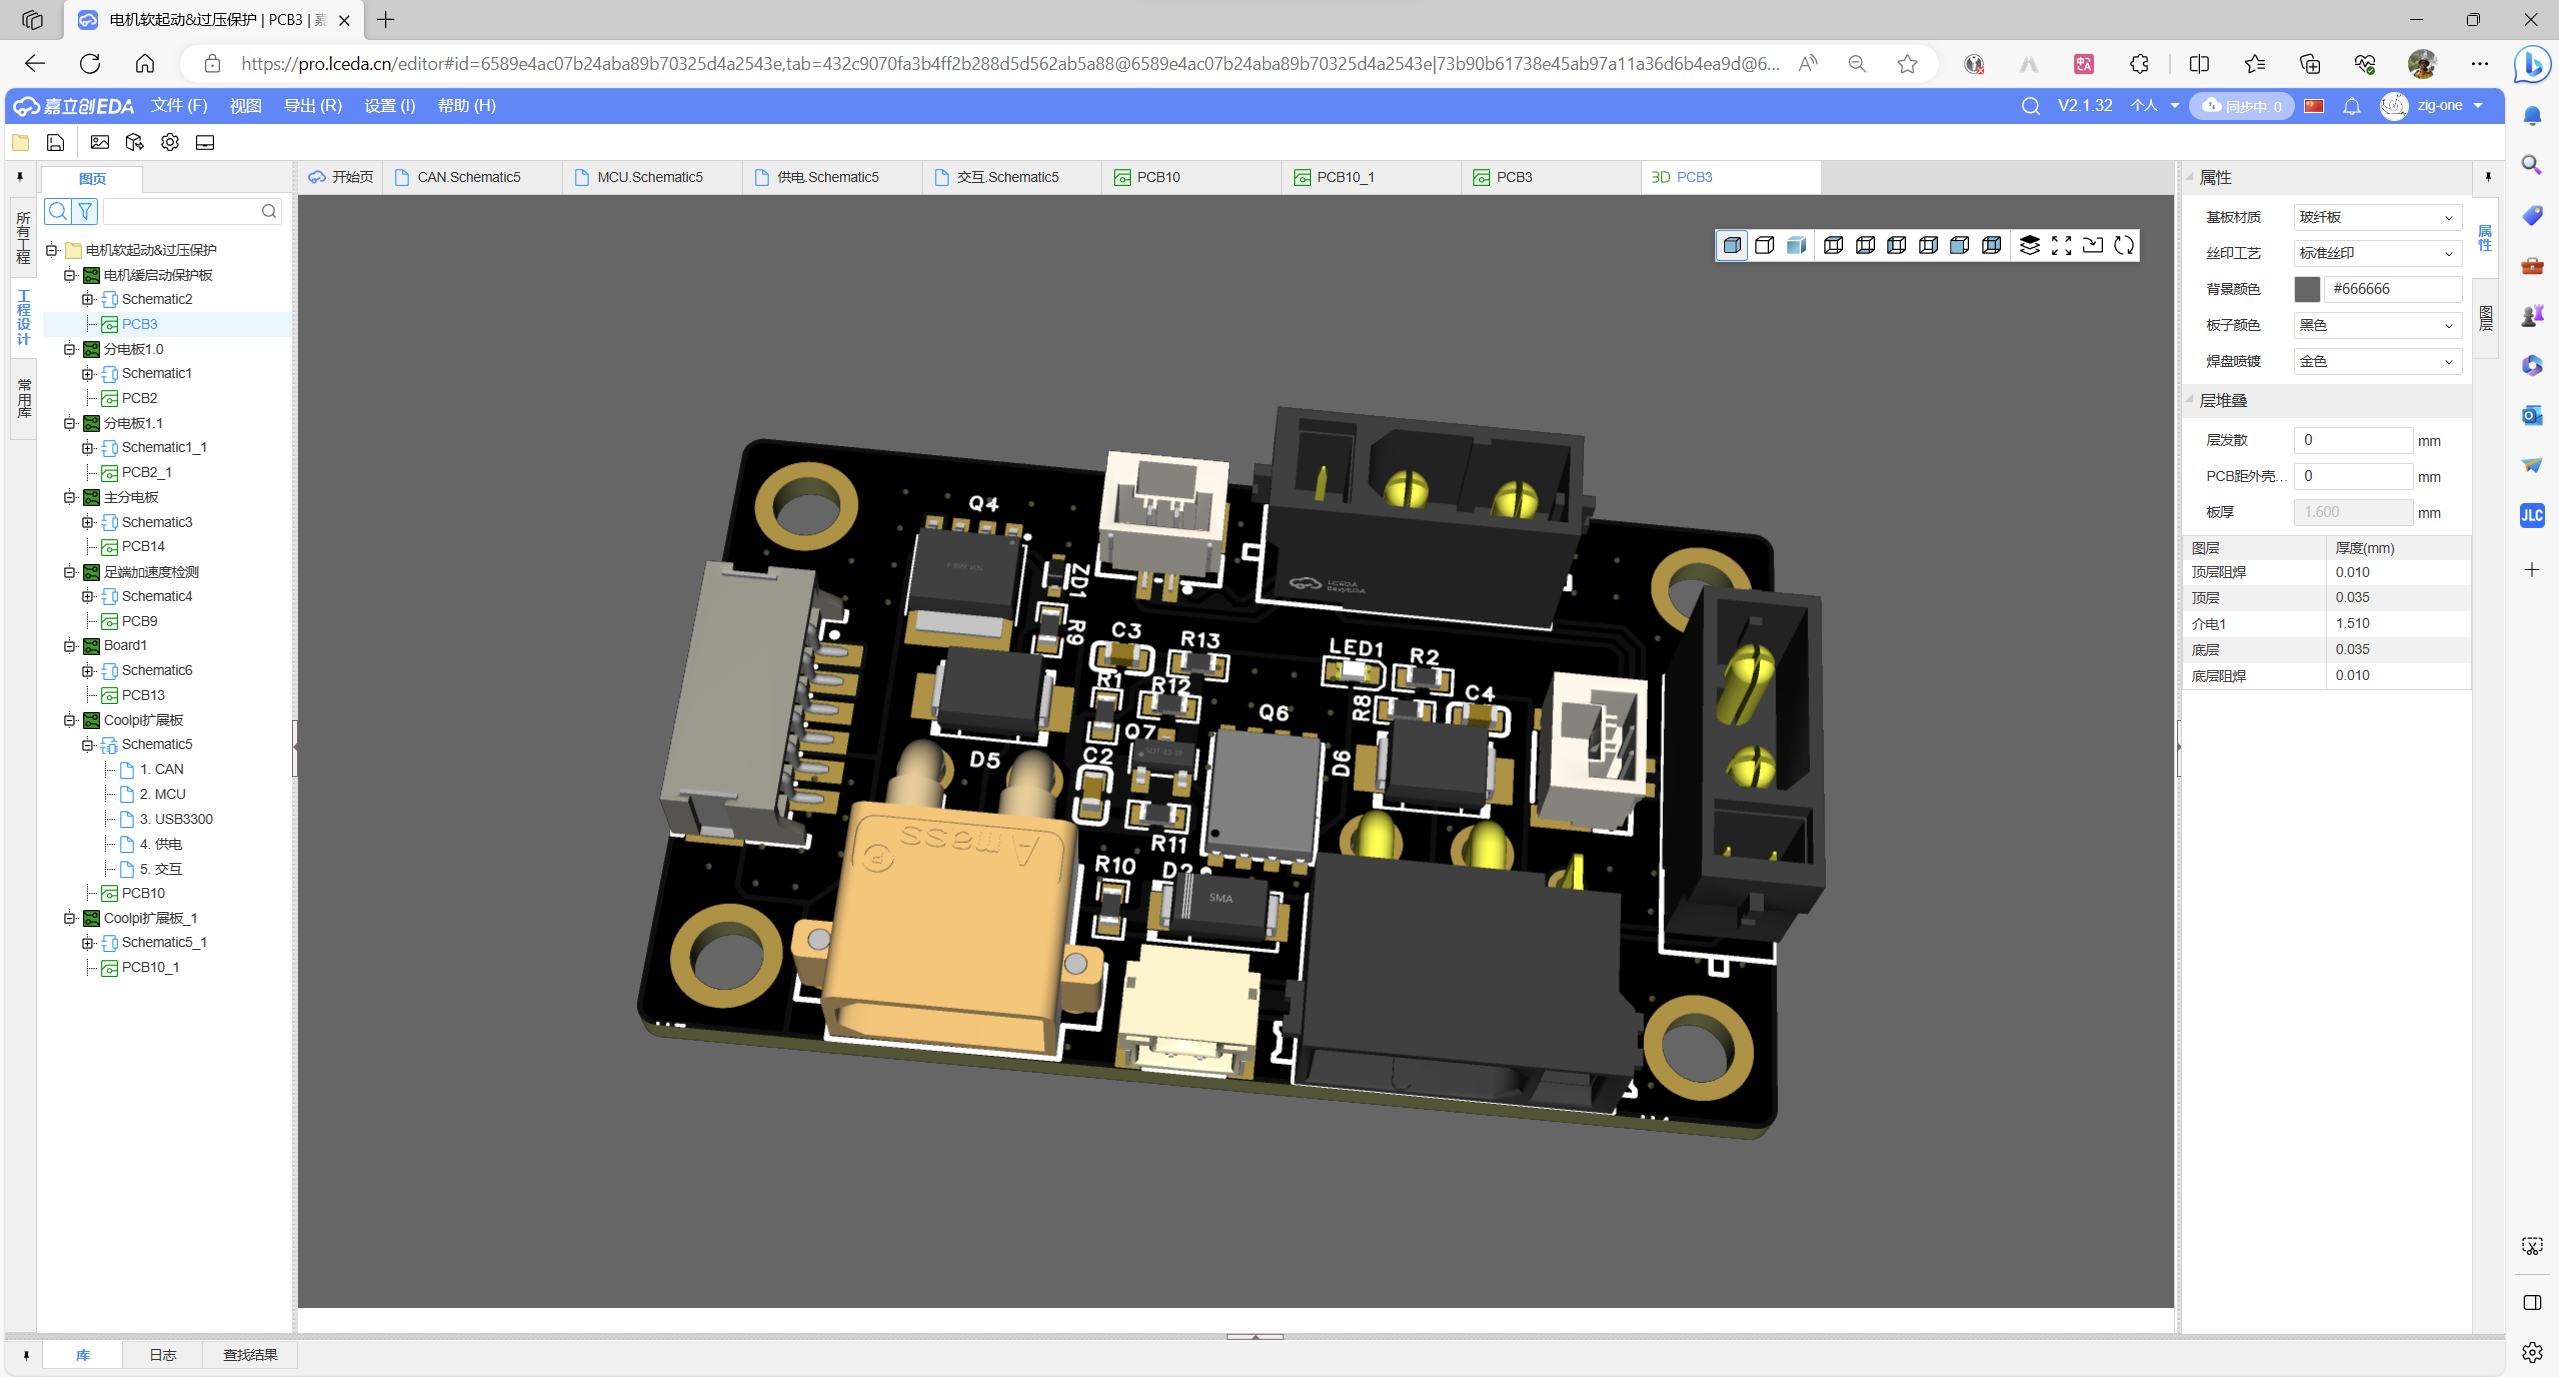 电机软起动&过压保护 | PCB3 | 嘉
https://pro.lceda.cn/editor#id=6589e4ac07b24aba89b70325d4a2543e,tab=432c9070fa3b4ff2b288d5d562ab5a88@6589e4ac07b24aba89b70325d4a2543e|73b90b61738e45ab97a11a36d6b4ea9d@6...
嘉立创EDA 文件 (F) 视图 导出 (R) 设置 (I) 帮助 (H) V2.1.32 个人 同步中: 0 zig-one
图页
开始页 CAN.Schematic5 MCU.Schematic5 供电.Schematic5 交互.Schematic5 PCB10 PCB10_1 PCB3 3D PCB3
所有工程
工程设计
常用库
电机软起动&过压保护
电机缓启动保护板
Schematic2
PCB3
分电板1.0
Schematic1
PCB2
分电板1.1
Schematic1_1
PCB2_1
主分电板
Schematic3
PCB14
足端加速度检测
Schematic4
PCB9
Board1
Schematic6
PCB13
Coolpi扩展板
Schematic5
1. CAN
2. MCU
3. USB3300
4. 供电
5. 交互
PCB10
Coolpi扩展板_1
Schematic5_1
PCB10_1
Q4
ZD1
R9
C3
R13
LED1
R2
R1
R12
R8
C4
Q6
Q7
D5
C2
D6
R11
R10
D2
SMA
Amass
P
LCEDA
属性
基板材质 玻纤板
丝印工艺 标准丝印
背景颜色 #666666
板子颜色 黑色
焊盘喷镀 金色
层堆叠
层发散 0 mm
PCB距外壳... 0 mm
板厚 1.600 mm
图层 厚度(mm)
顶层阻焊 0.010
顶层 0.035
介电1 1.510
底层 0.035
底层阻焊 0.010
属性
图层
JLC
库 日志 查找结果